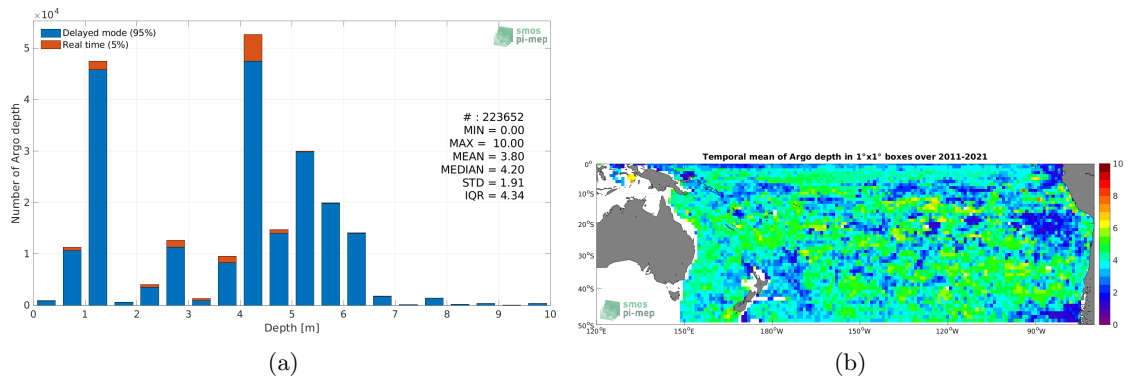 ×10⁴
Delayed mode (95%)
Real time (5%)
smos
pi-mep
5
4
3
2
1
0
Number of Argo depth
# : 223652
MIN = 0.00
MAX = 10.00
MEAN = 3.80
MEDIAN = 4.20
STD = 1.91
IQR = 4.34
0 1 2 3 4 5 6 7 8 9 10
Depth [m]
(a)
Temporal mean of Argo depth in 1°x1° boxes over 2011-2021
0°
10°S
20°S
30°S
40°S
50°S
120°E 150°E 180°W 150°W 120°W 90°W
10
8
6
4
2
0
smos
pi-mep
(b)